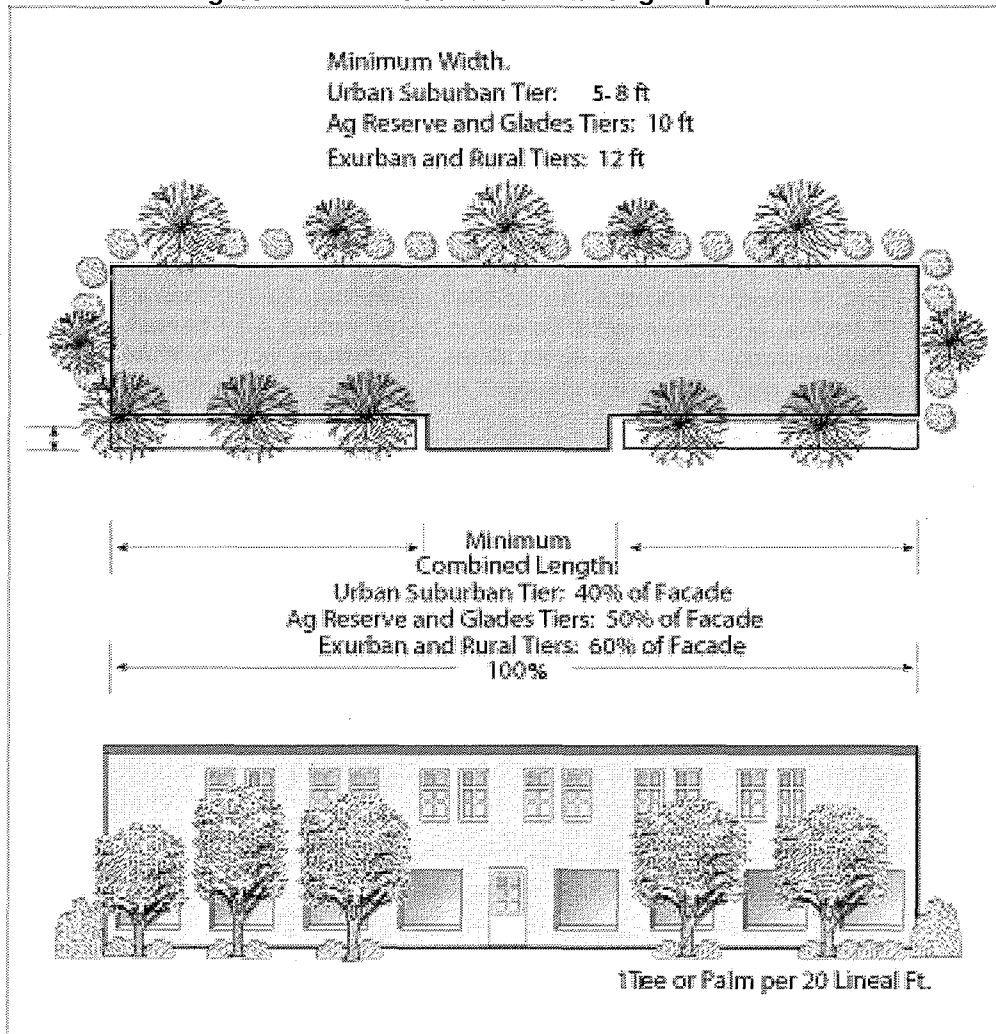 Minimum Width.
Urban Suburban Tier: 5-8 ft
Ag Reserve and Glades Tiers: 10 ft
Exurban and Rural Tiers: 12 ft
Minimum
Combined Length:
Urban Suburban Tier: 40% of Facade
Ag Reserve and Glades Tiers: 50% of Facade
Exurban and Rural Tiers: 60% of Facade
100%
1Tree or Palm per 20 Lineal Ft.